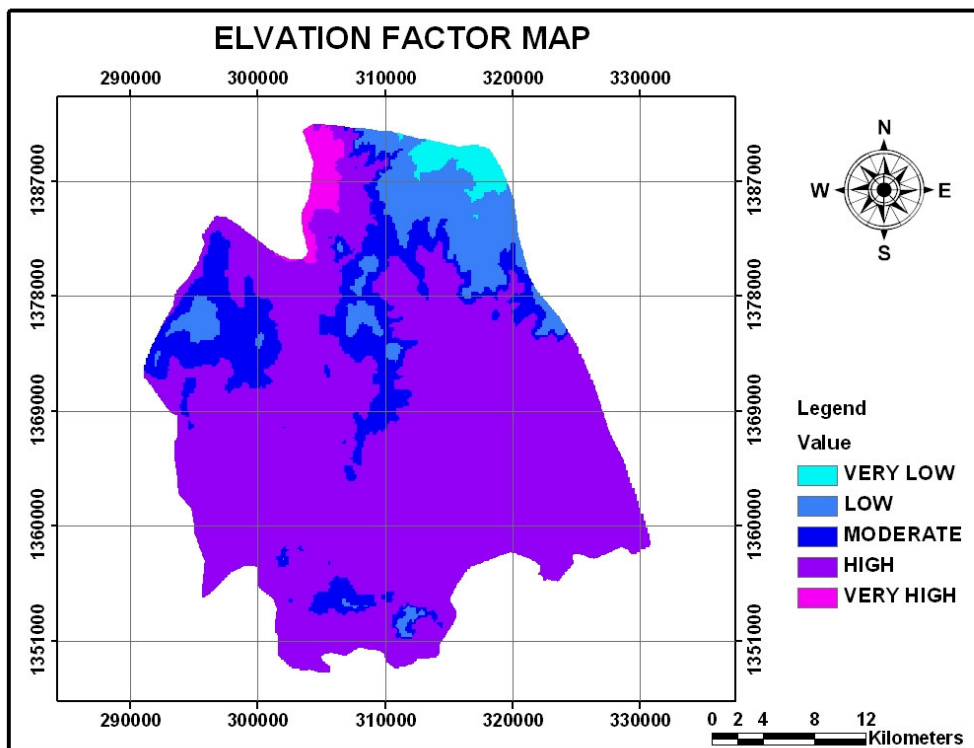 ELVATION FACTOR MAP
290000 300000 310000 320000 330000
N
W E
S
1387000 1387000
1378000 1378000
1369000 1369000
1360000 1360000
1351000 1351000
Legend
Value
VERY LOW
LOW
MODERATE
HIGH
VERY HIGH
290000 300000 310000 320000 330000
0 2 4 8 12
Kilometers